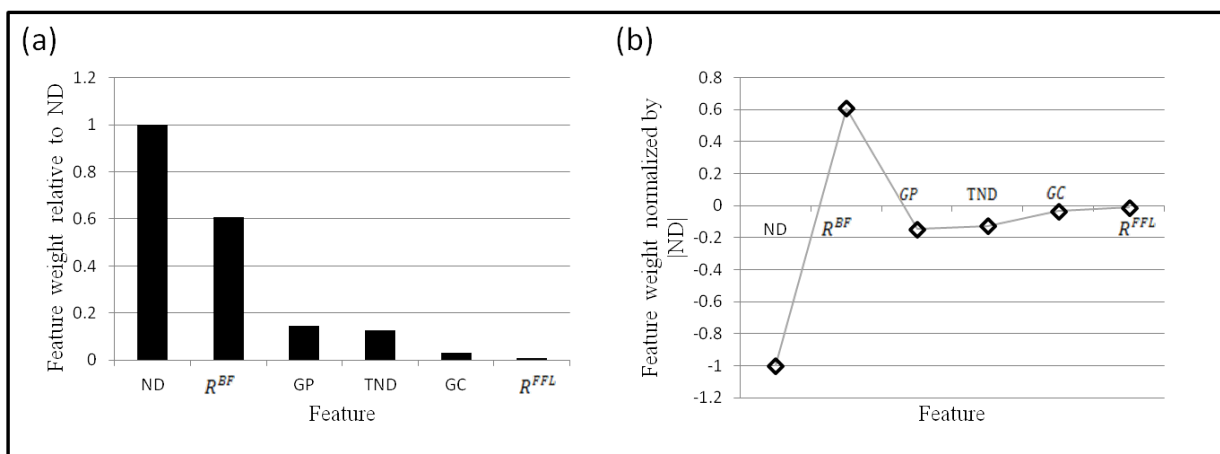 (a)
Feature weight relative to ND
1.2
1
0.8
0.6
0.4
0.2
0
ND R^BF GP TND GC R^FFL
Feature
(b)
Feature weight normalized by
|ND|
0.8
0.6
0.4
0.2
0
-0.2
-0.4
-0.6
-0.8
-1
-1.2
ND R^BF GP TND GC R^FFL
Feature